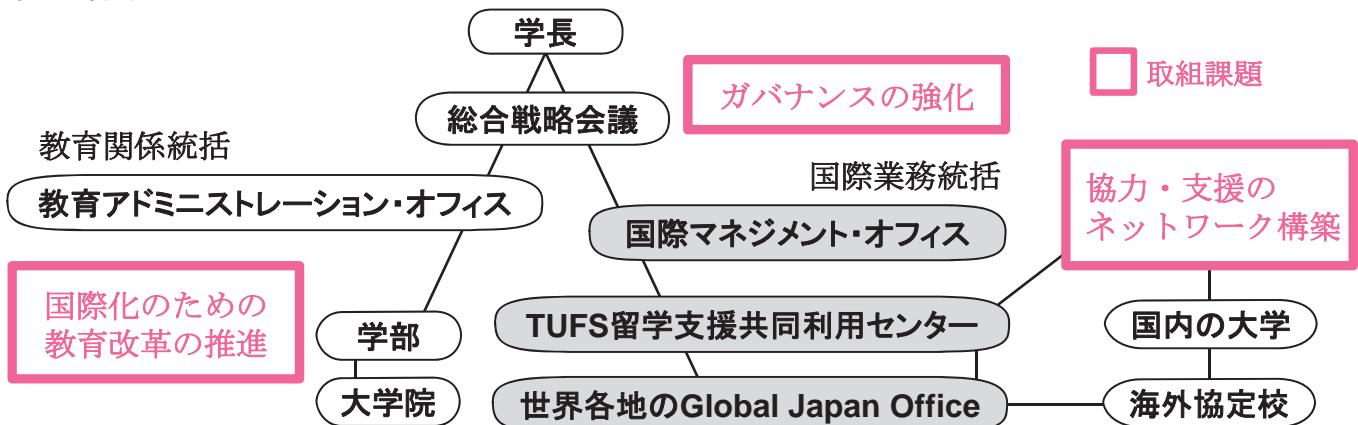 学長
総合戦略会議
ガバナンスの強化
取組課題
教育関係統括
教育アドミニストレーション・オフィス
国際業務統括
国際マネジメント・オフィス
協力・支援の
ネットワーク構築
国際化のための
教育改革の推進
学部
大学院
TUFS留学支援共同利用センター
世界各地のGlobal Japan Office
国内の大学
海外協定校